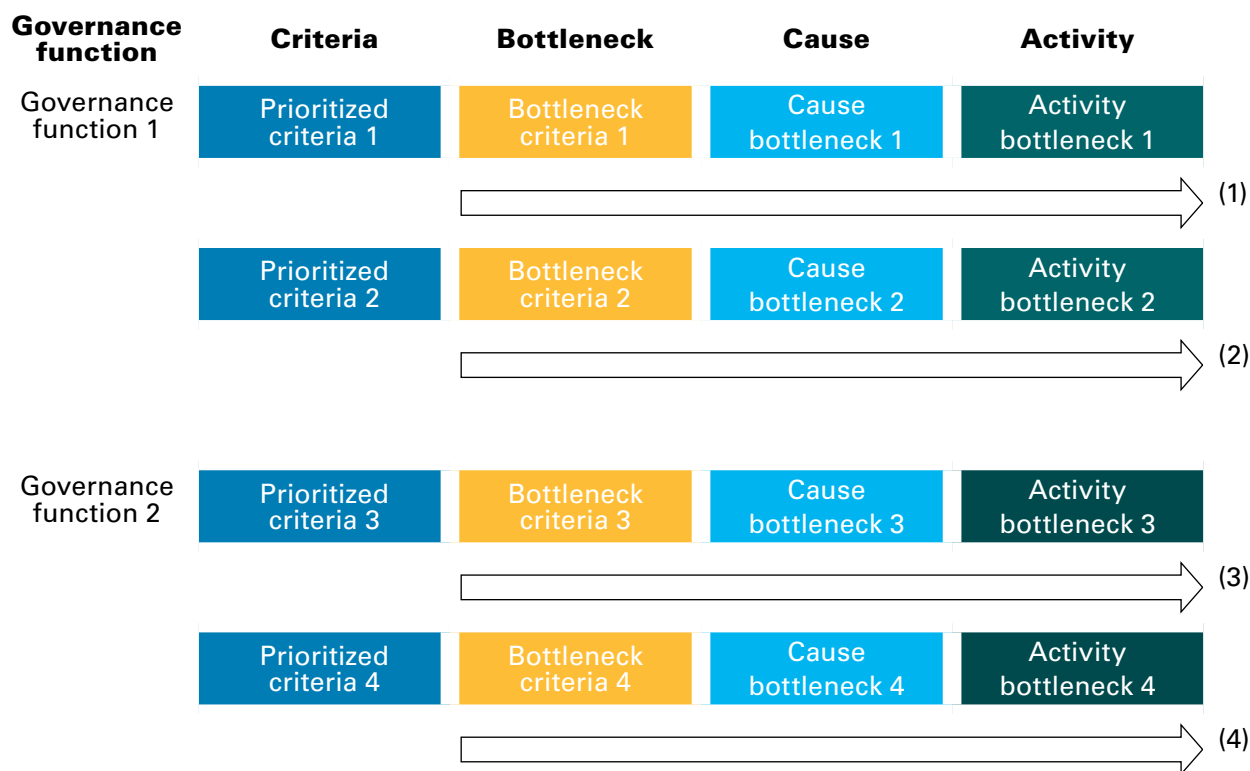 Governance
function
Criteria
Bottleneck
Cause
Activity
Governance
function 1
Prioritized
criteria 1
Bottleneck
criteria 1
Cause
bottleneck 1
Activity
bottleneck 1
(1)
Prioritized
criteria 2
Bottleneck
criteria 2
Cause
bottleneck 2
Activity
bottleneck 2
(2)
Governance
function 2
Prioritized
criteria 3
Bottleneck
criteria 3
Cause
bottleneck 3
Activity
bottleneck 3
(3)
Prioritized
criteria 4
Bottleneck
criteria 4
Cause
bottleneck 4
Activity
bottleneck 4
(4)